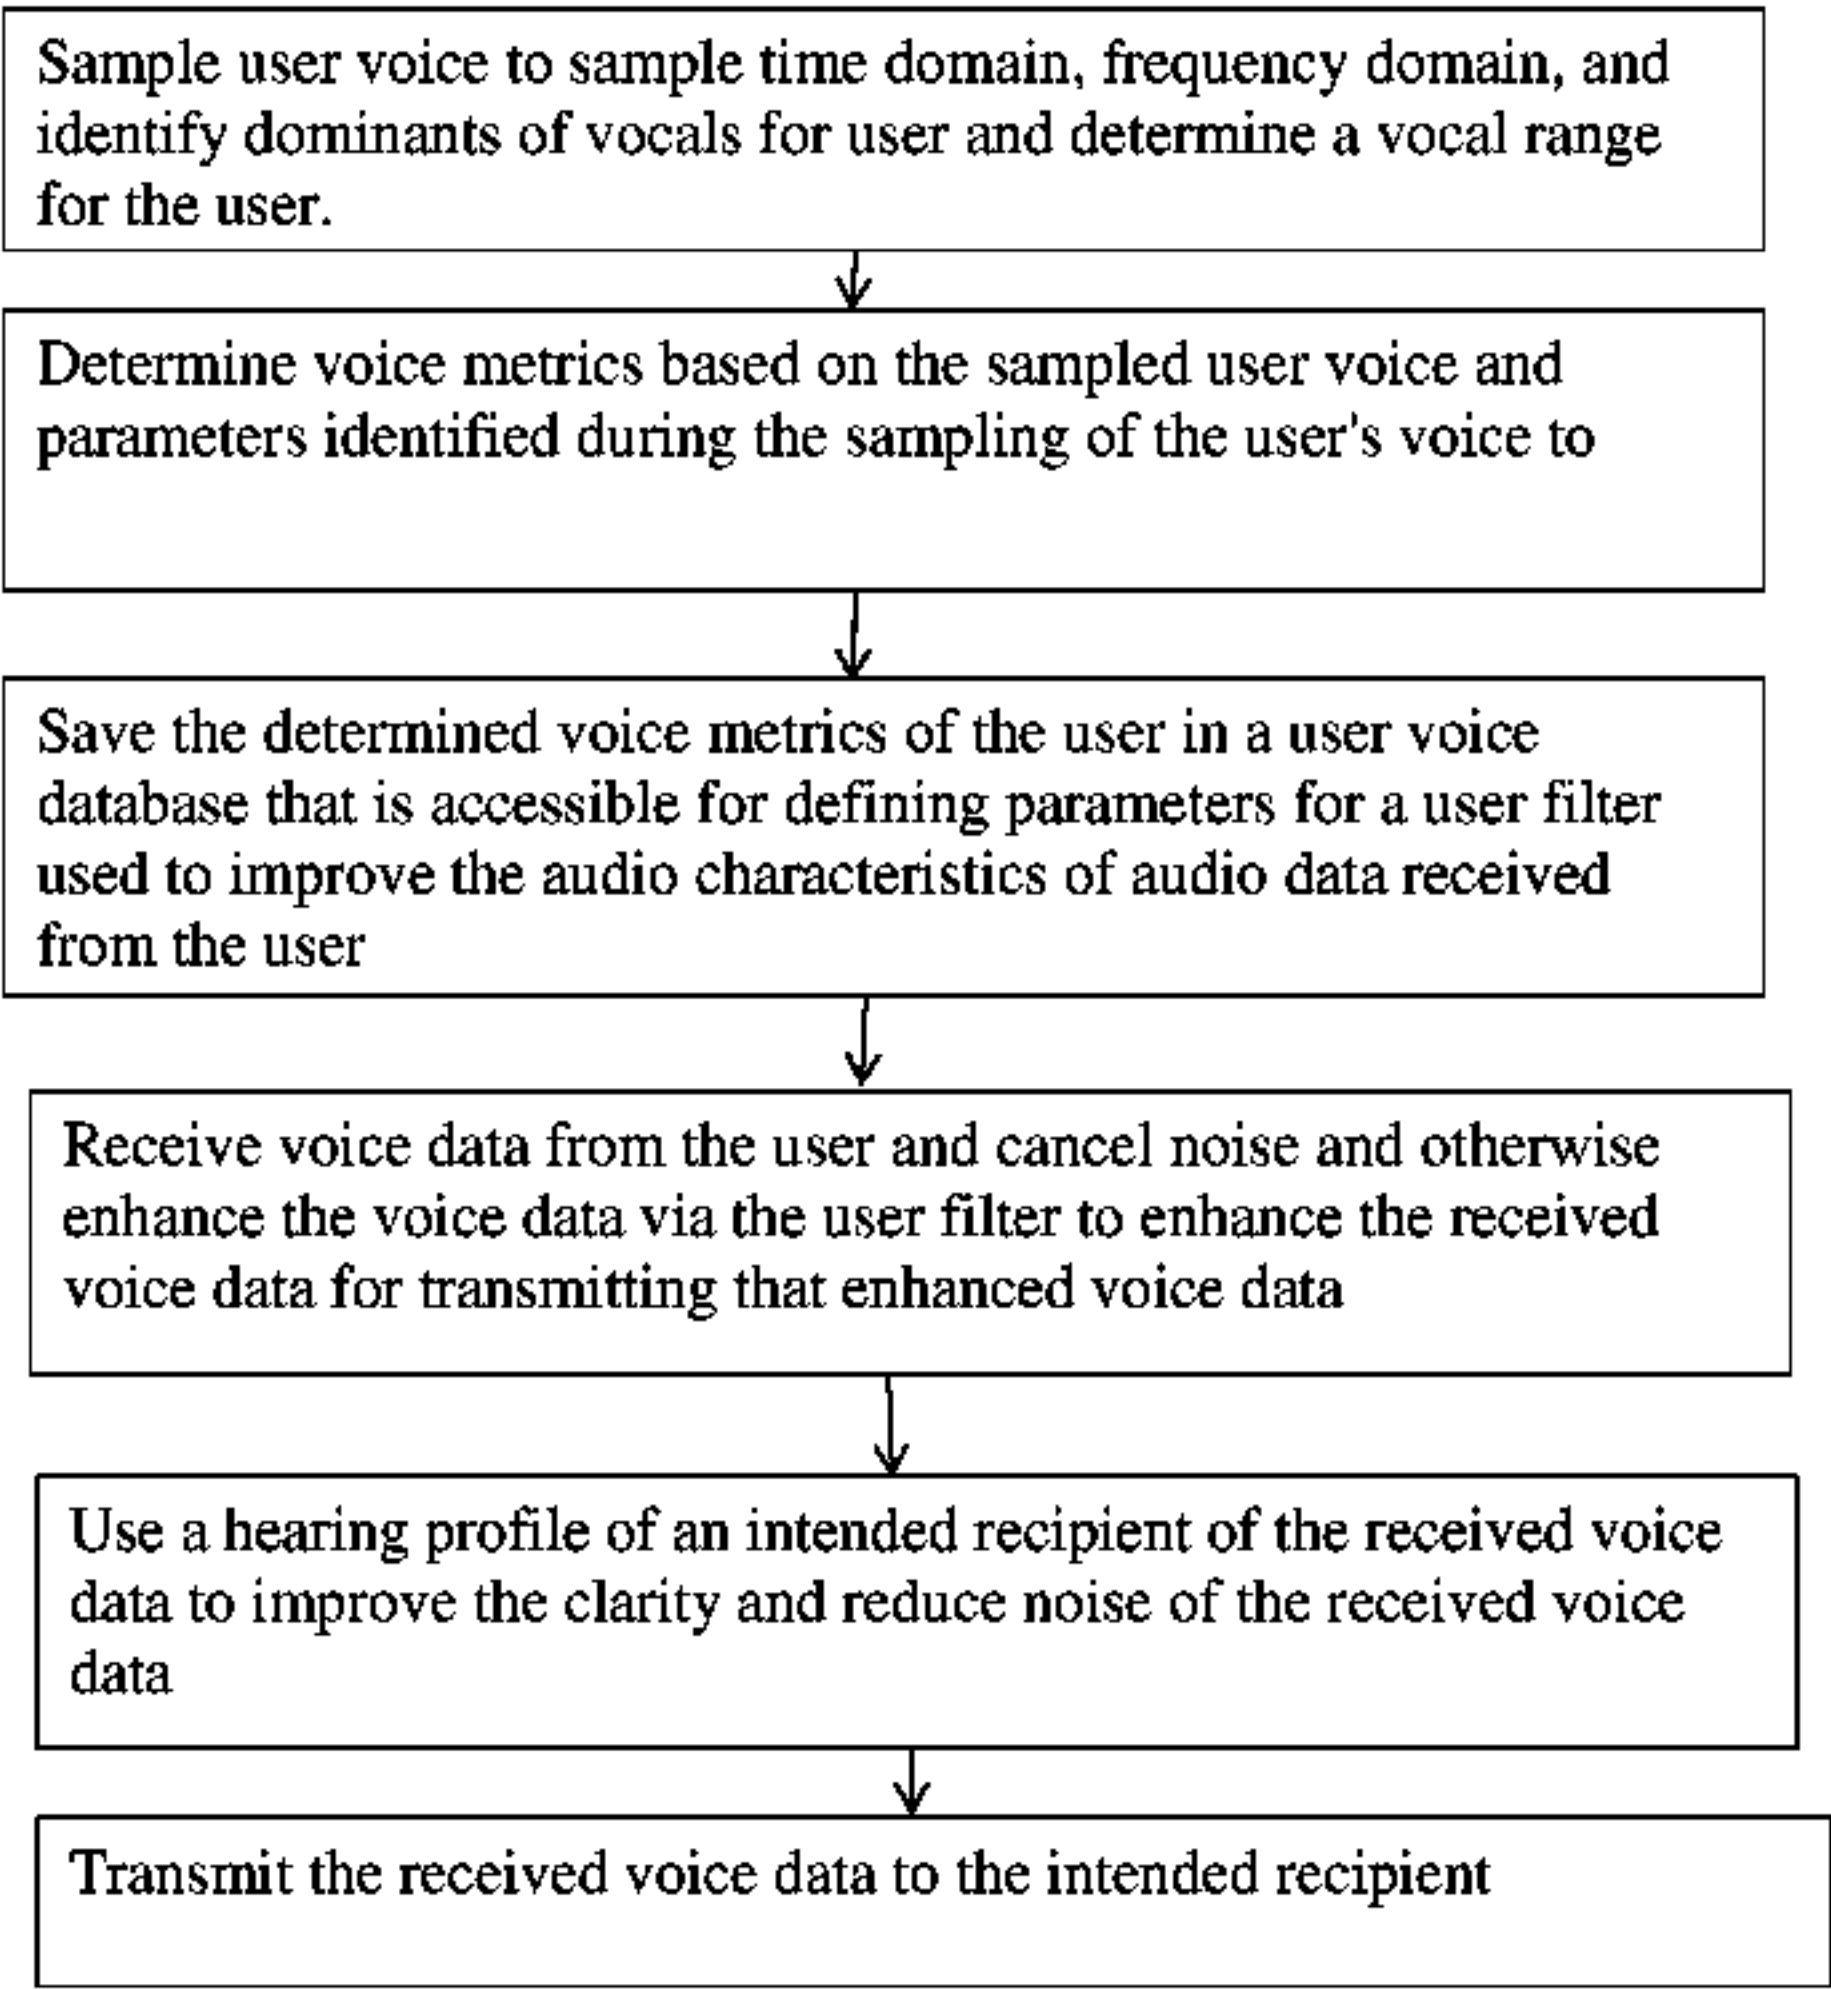 Sample user voice to sample time domain, frequency domain, and
identify dominants of vocals for user and determine a vocal range
for the user.
Determine voice metrics based on the sampled user voice and
parameters identified during the sampling of the user's voice to
Save the determined voice metrics of the user in a user voice
database that is accessible for defining parameters for a user filter
used to improve the audio characteristics of audio data received
from the user
Receive voice data from the user and cancel noise and otherwise
enhance the voice data via the user filter to enhance the received
voice data for transmitting that enhanced voice data
Use a hearing profile of an intended recipient of the received voice
data to improve the clarity and reduce noise of the received voice
data
Transmit the received voice data to the intended recipient